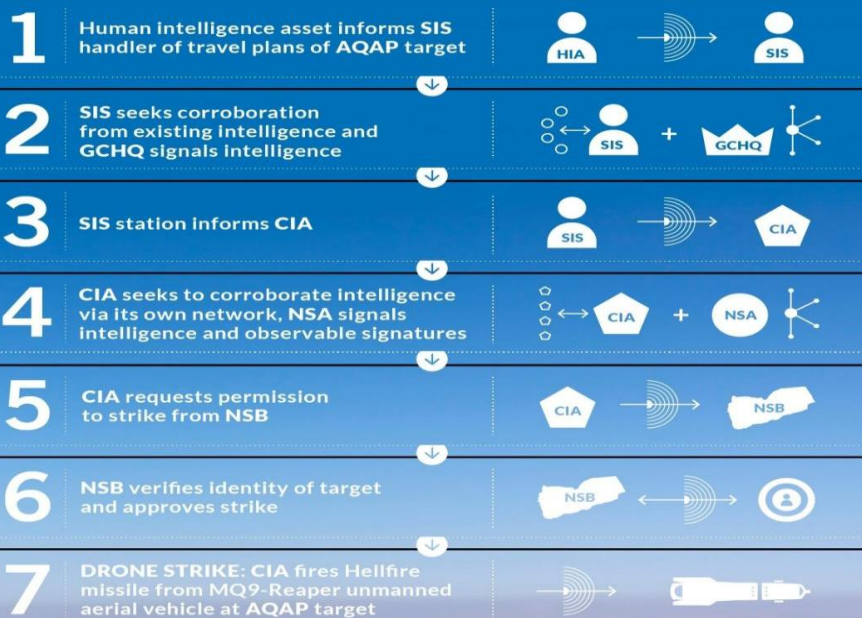 1
Human intelligence asset informs SIS
handler of travel plans of AQAP target
HIA
SIS
2
SIS seeks corroboration
from existing intelligence and
GCHQ signals intelligence
SIS
+
GCHQ
3
SIS station informs CIA
SIS
CIA
4
CIA seeks to corroborate intelligence
via its own network, NSA signals
intelligence and observable signatures
CIA
+
NSA
5
CIA requests permission
to strike from NSB
CIA
NSB
6
NSB verifies identity of target
and approves strike
NSB
7
DRONE STRIKE: CIA fires Hellfire
missile from MQ9-Reaper unmanned
aerial vehicle at AQAP target